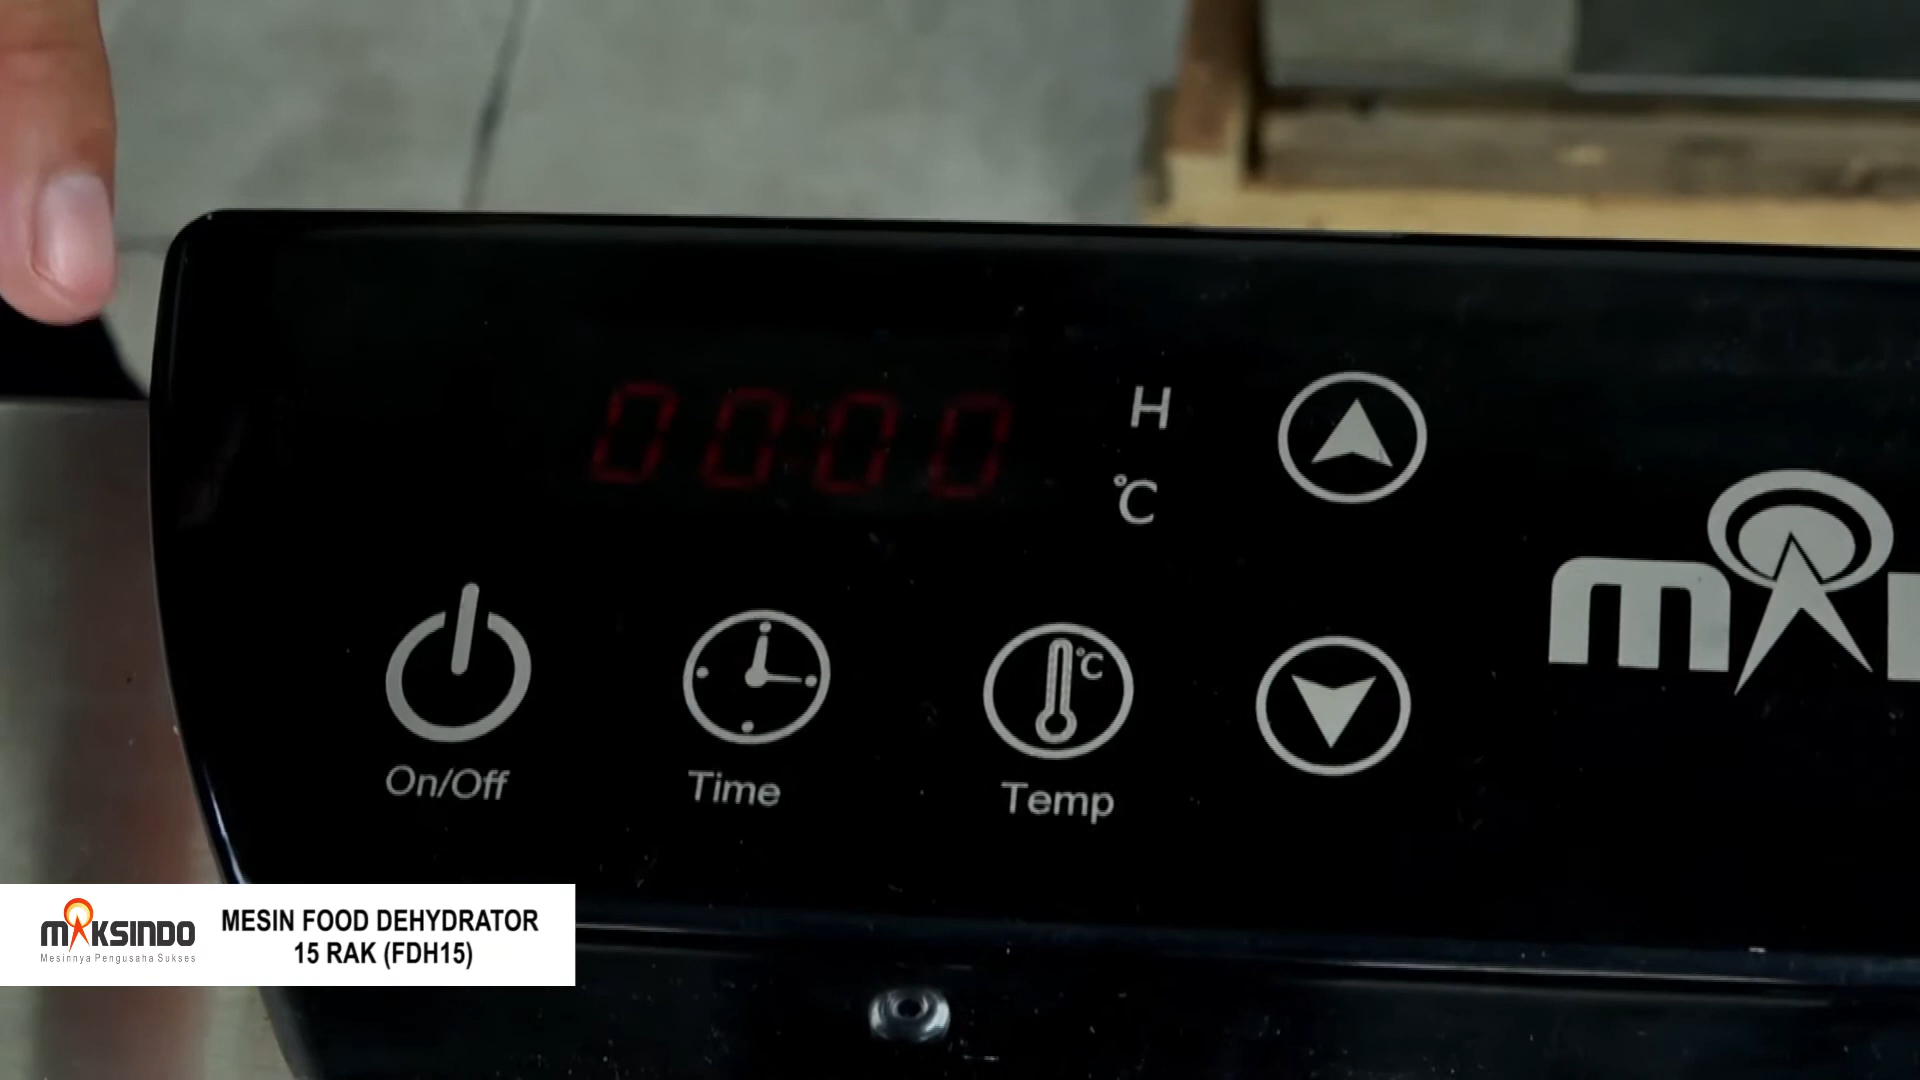 00:00
H
°C
°C
On/Off
Time
Temp
MAKSINDO
Mesinnya Pengusaha Sukses
MESIN FOOD DEHYDRATOR
15 RAK (FDH15)